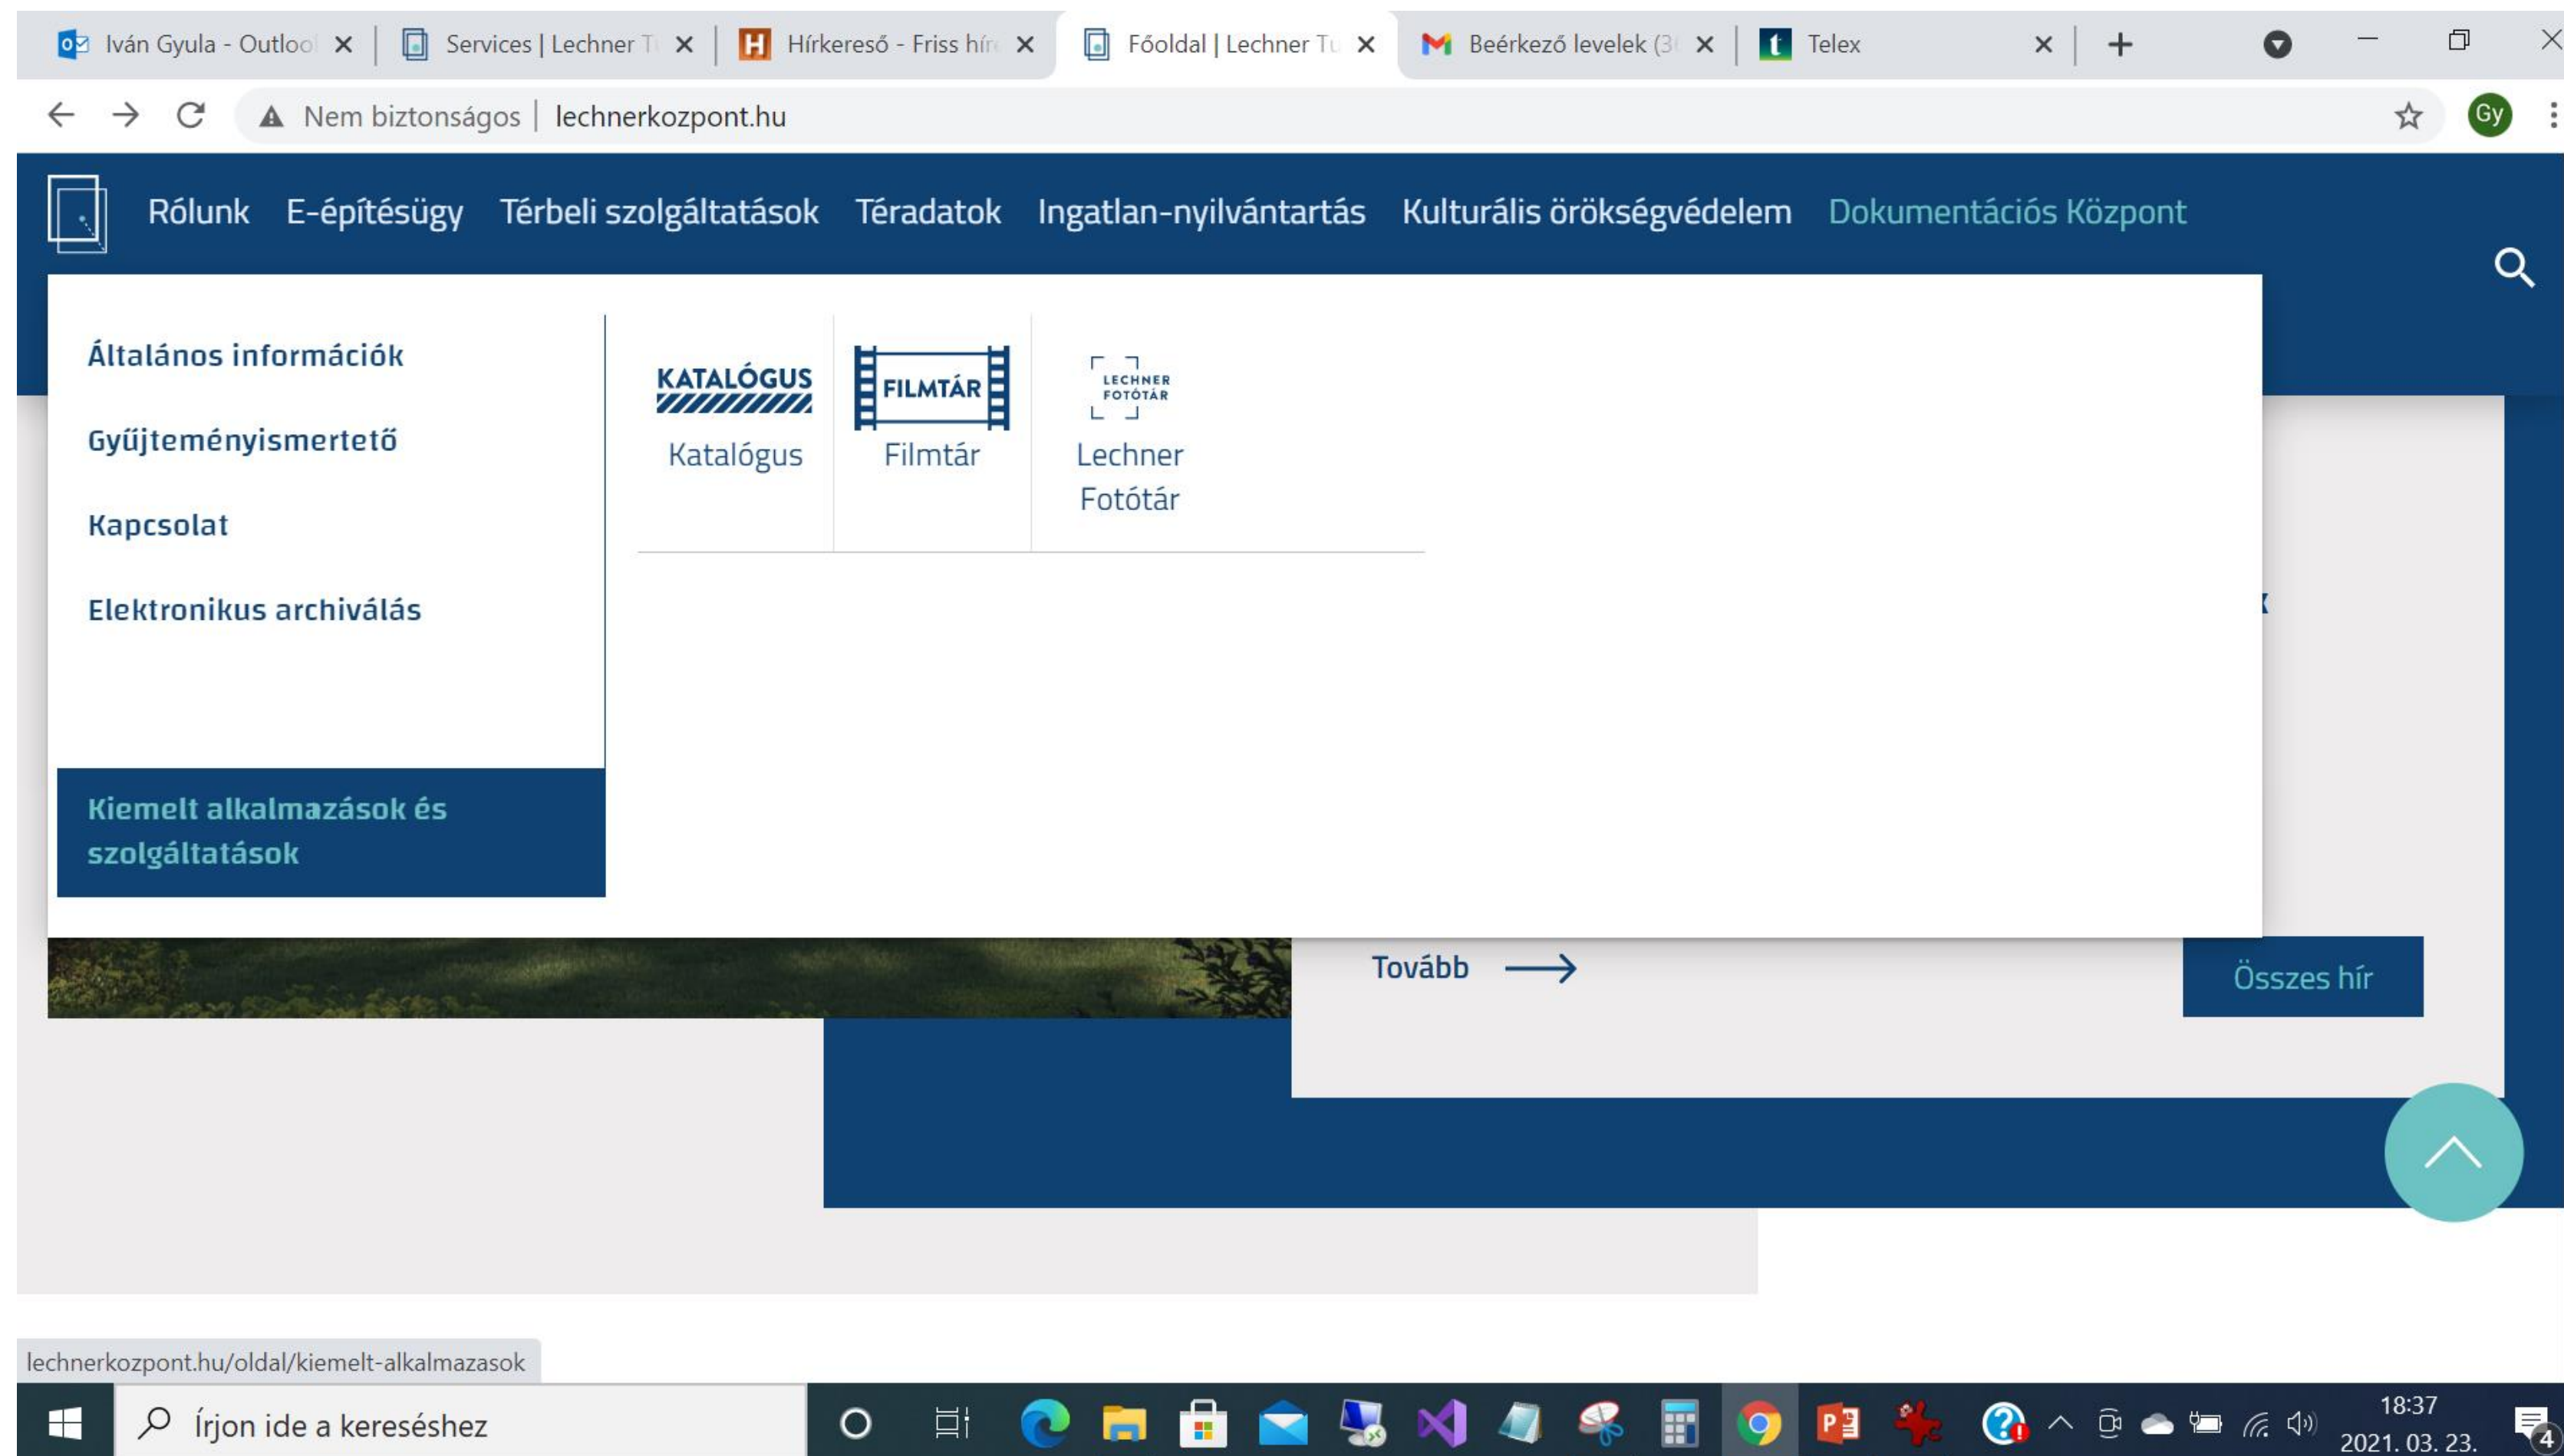 Iván Gyula - Outloo
Services | Lechner T
Hírkereső - Friss hír
Főoldal | Lechner Tu
Beérkező levelek (3
Telex
Nem biztonságos | lechnerkozpont.hu
Gy
Rólunk E-építésügy Térbeli szolgáltatások Téradatok Ingatlan-nyilvántartás Kulturális örökségvédelem Dokumentációs Központ
Általános információk
Gyűjteményismertető
Kapcsolat
Elektronikus archiválás
Kiemelt alkalmazások és
szolgáltatások
KATALÓGUS
Katalógus
FILMTÁR
Filmtár
LECHNER
FOTÓTÁR
Lechner
Fotótár
Tovább
Összes hír
lechnerkozpont.hu/oldal/kiemelt-alkalmazasok
Írjon ide a kereséshez
18:37
2021. 03. 23.
4